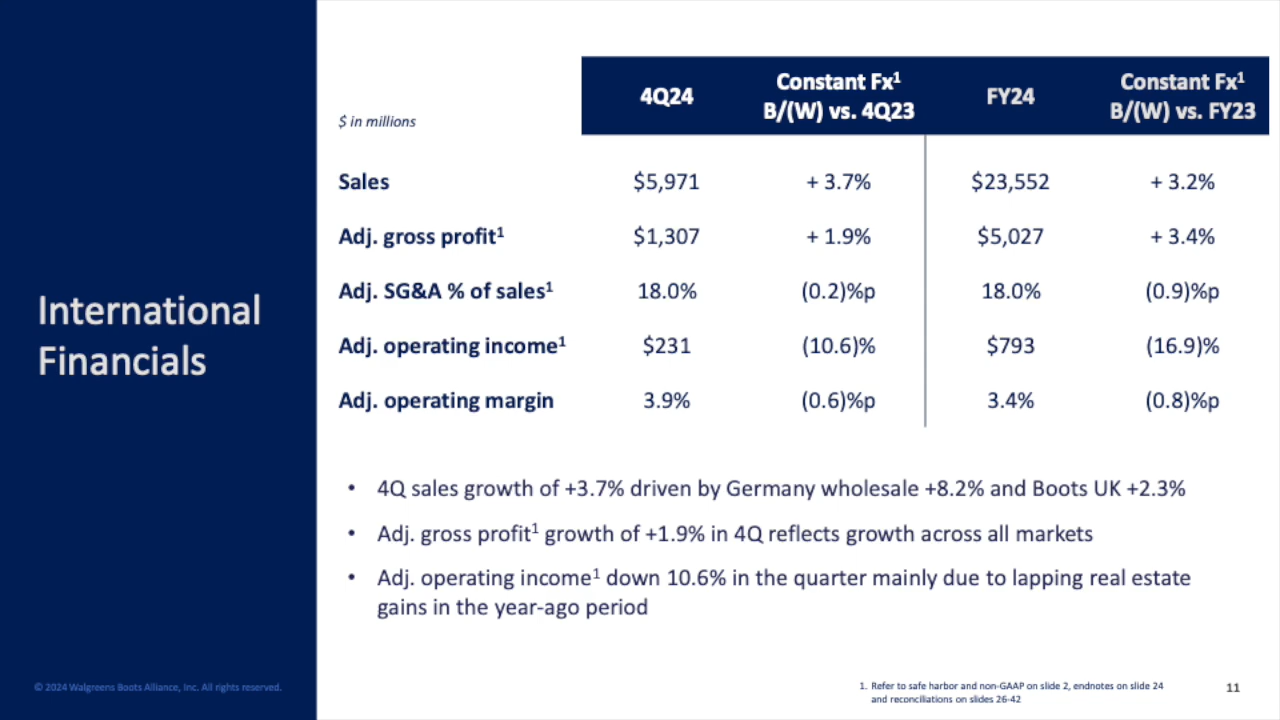 International
Financials
$ in millions
4Q24
Constant Fx¹
B/(W) vs. 4Q23
FY24
Constant Fx¹
B/(W) vs. FY23
Sales $5,971 + 3.7% $23,552 + 3.2%
Adj. gross profit¹ $1,307 + 1.9% $5,027 + 3.4%
Adj. SG&A % of sales¹ 18.0% (0.2)%p 18.0% (0.9)%p
Adj. operating income¹ $231 (10.6)% $793 (16.9)%
Adj. operating margin 3.9% (0.6)%p 3.4% (0.8)%p
• 4Q sales growth of +3.7% driven by Germany wholesale +8.2% and Boots UK +2.3%
• Adj. gross profit¹ growth of +1.9% in 4Q reflects growth across all markets
• Adj. operating income¹ down 10.6% in the quarter mainly due to lapping real estate
gains in the year-ago period
© 2024 Walgreens Boots Alliance, Inc. All rights reserved.
1. Refer to safe harbor and non-GAAP on slide 2, endnotes on slide 24
and reconciliations on slides 26-42
11